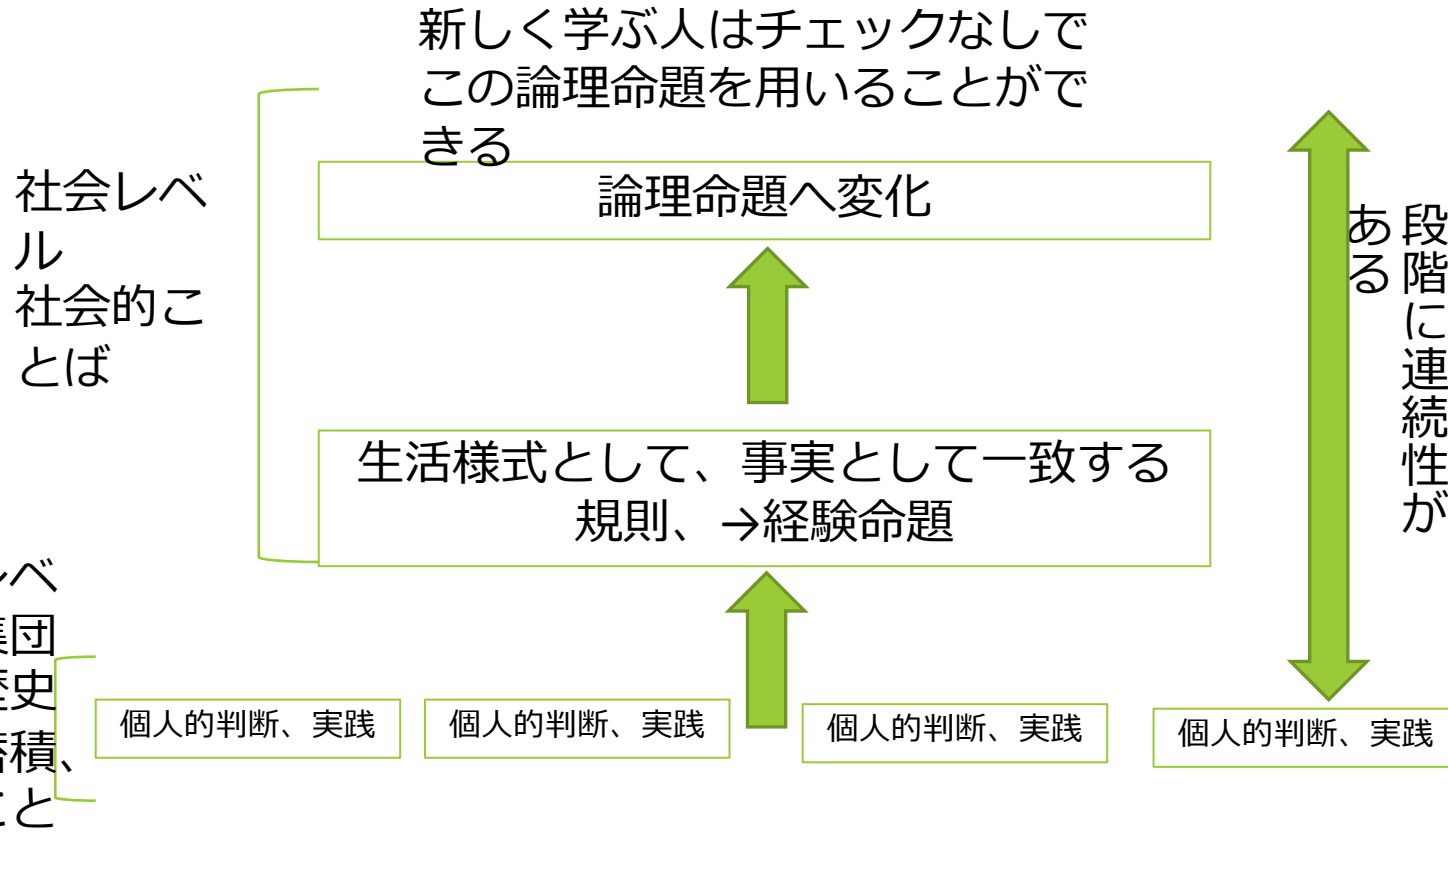 新しく学ぶ人はチェックなしで
この論理命題を用いることがで
きる
社会レベ
ル
社会的こ
とば
論理命題へ変化
段階に連続性が
ある
生活様式として、事実として一致する
規則、→経験命題
ベ
集団
歴史
蓄積、
こと
個人的判断、実践
個人的判断、実践
個人的判断、実践
個人的判断、実践